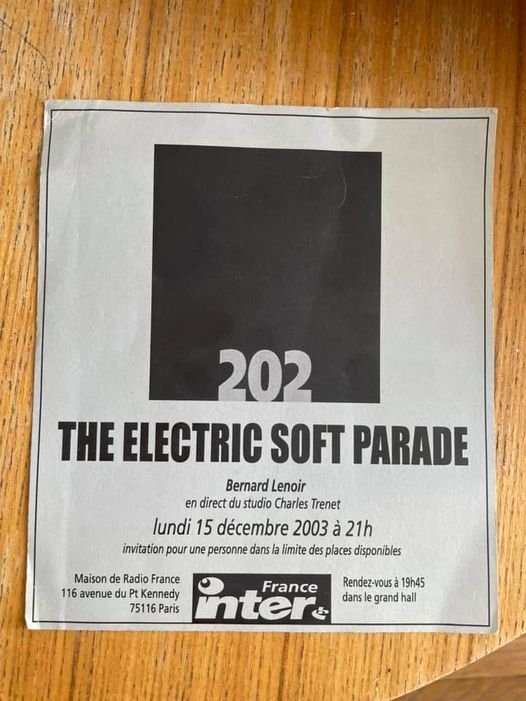 202
THE ELECTRIC SOFT PARADE
Bernard Lenoir
en direct du studio Charles Trenet
lundi 15 décembre 2003 à 21h
invitation pour une personne dans la limite des places disponibles
Maison de Radio France
116 avenue du Pt Kennedy
75116 Paris
France
inter
Rendez-vous à 19h45
dans le grand hall